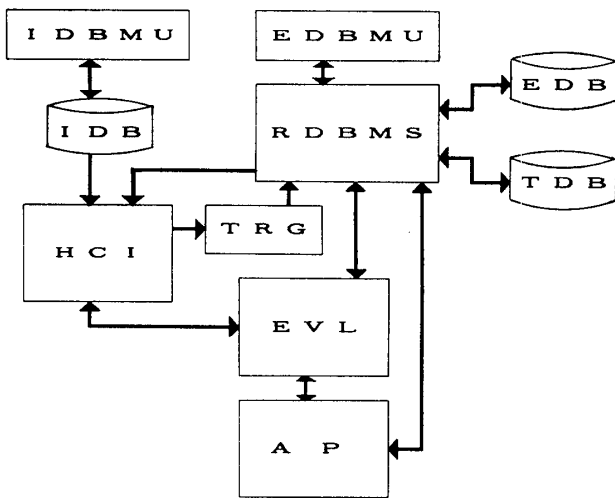 IDBMU
EDBMU
EDB
IDB
RDBMS
TDB
HCI
TRG
EVL
AP